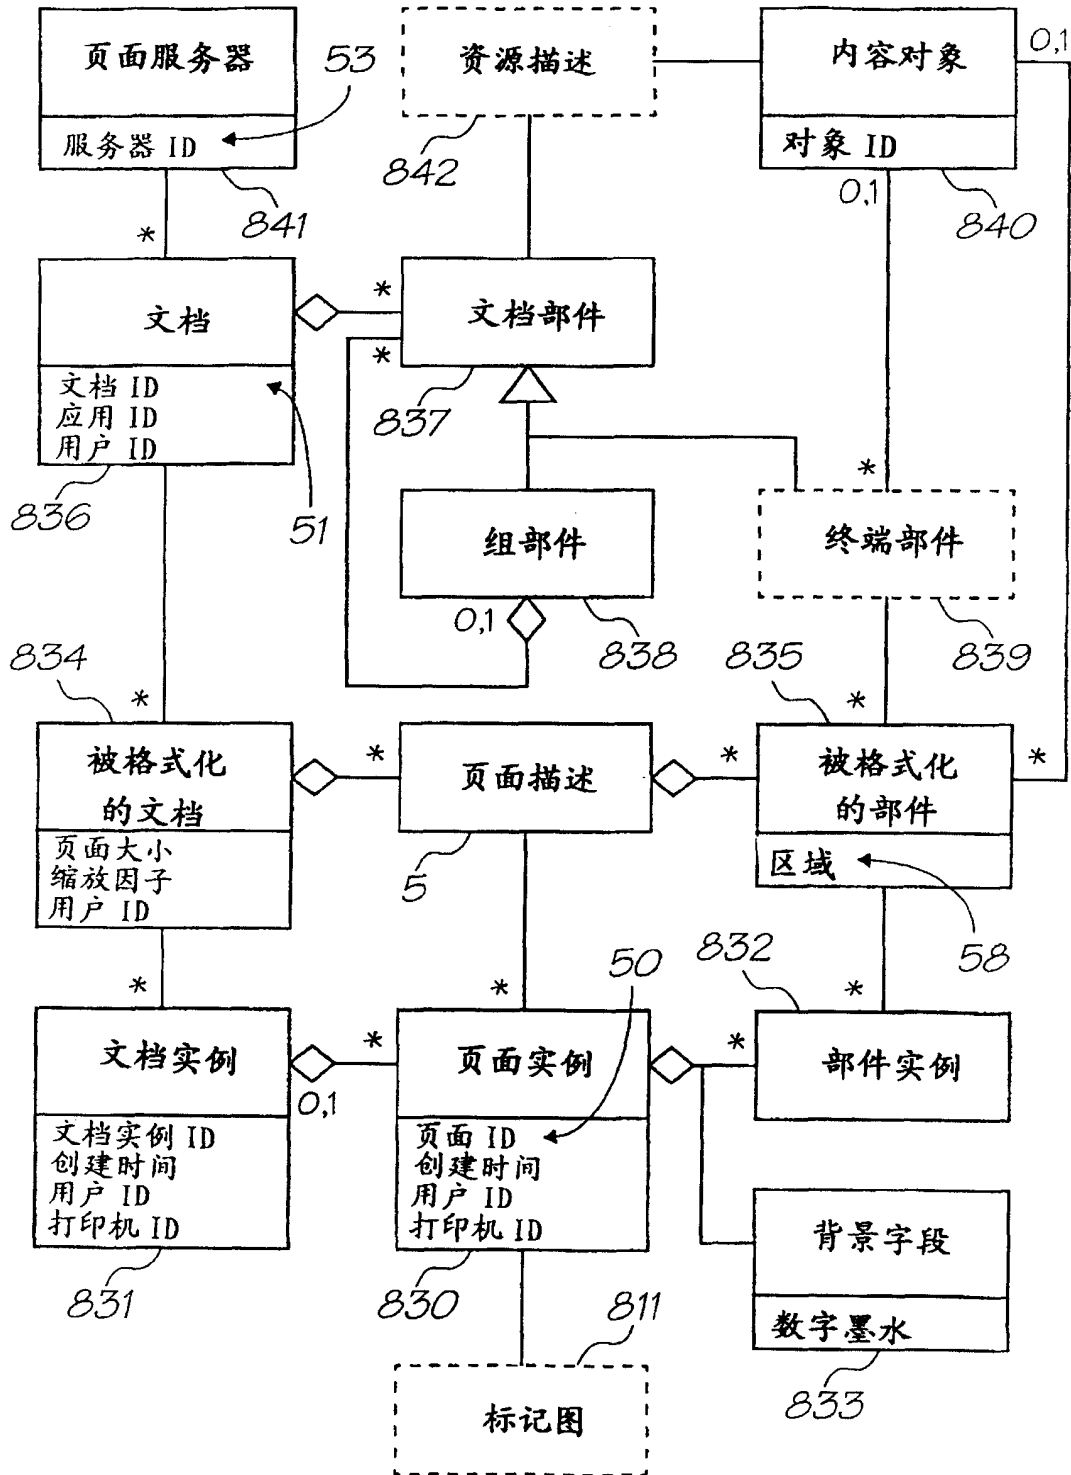 页面服务器
53
服务器 ID
841
资源描述
842
内容对象
0,1
对象 ID
0,1
840
*
文档
*
文档 ID
应用 ID
用户 ID
51
836
文档部件
*
837
组部件
0,1
838
*
终端部件
839
834
*
被格式化
的文档
页面大小
缩放因子
用户 ID
*
页面描述
5
*
835
*
被格式化
的部件
*
区域
58
*
文档实例
0,1
文档实例 ID
创建时间
用户 ID
打印机 ID
831
*
50
*
页面实例
页面 ID
创建时间
用户 ID
打印机 ID
830
832
*
*
部件实例
背景字段
数字墨水
833
811
标记图